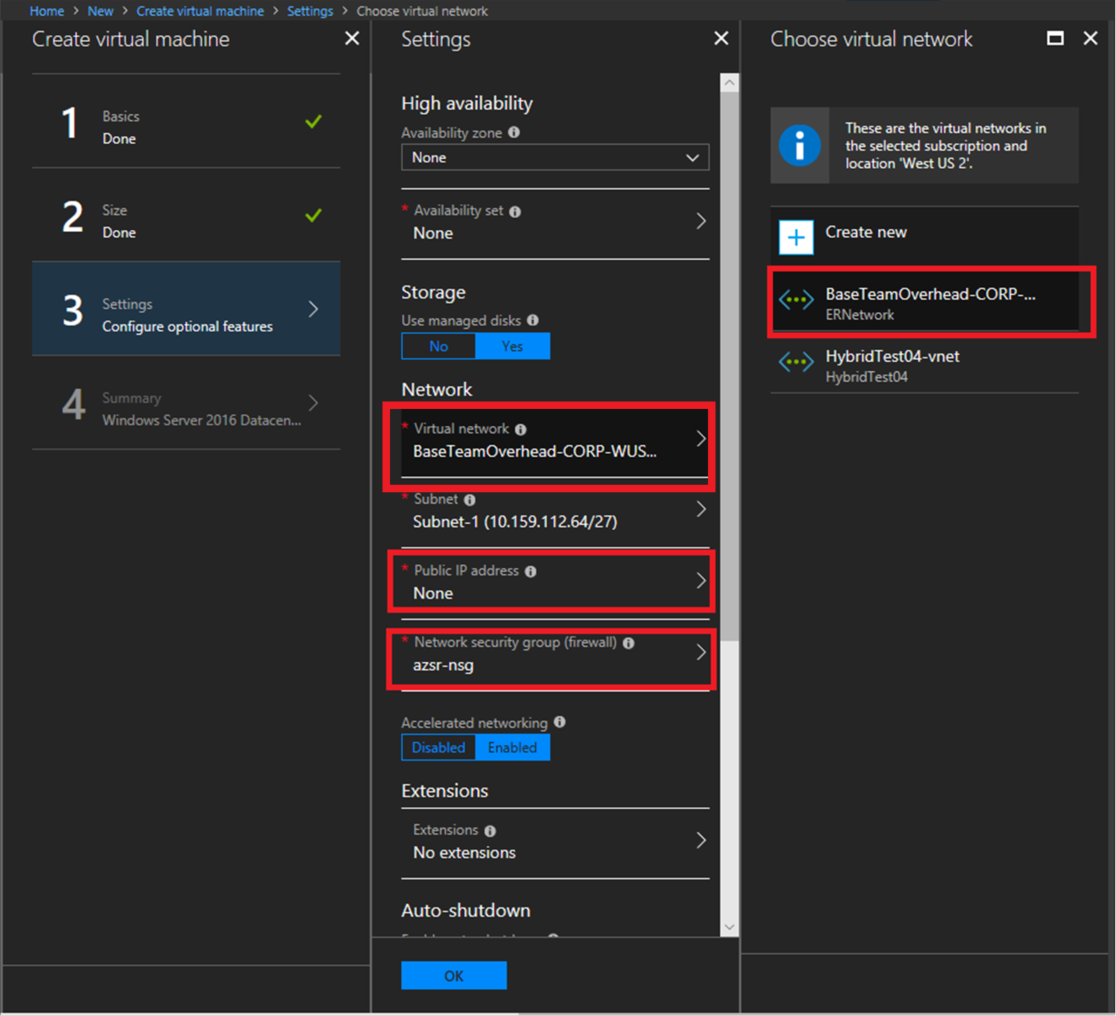 Home > New > Create virtual machine > Settings > Choose virtual network
Create virtual machine
1
Basics
Done
2
Size
Done
3
Settings
Configure optional features
4
Summary
Windows Server 2016 Datacen...
Settings
High availability
Availability zone
None
* Availability set
None
Storage
Use managed disks
No Yes
Network
* Virtual network
BaseTeamOverhead-CORP-WUS...
* Subnet
Subnet-1 (10.159.112.64/27)
* Public IP address
None
* Network security group (firewall)
azsr-nsg
Accelerated networking
Disabled Enabled
Extensions
Extensions
No extensions
Auto-shutdown
OK
Choose virtual network
These are the virtual networks in
the selected subscription and
location 'West US 2'.
Create new
BaseTeamOverhead-CORP-...
ERNetwork
HybridTest04-vnet
HybridTest04